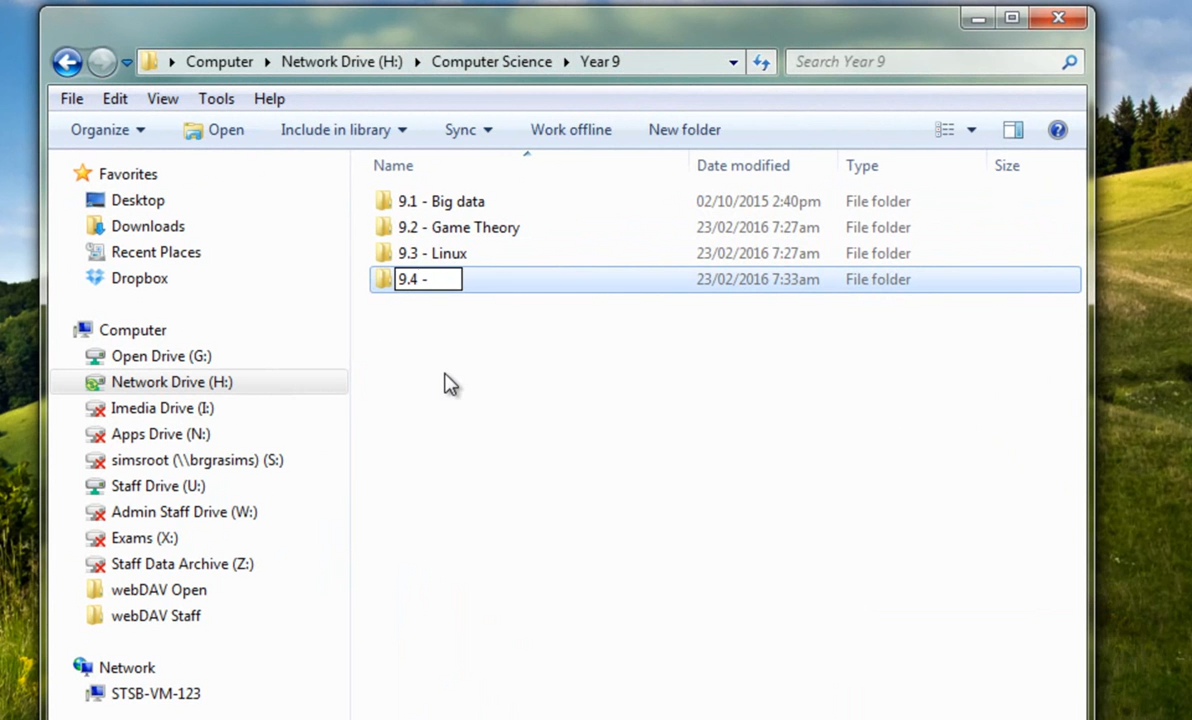 Computer Network Drive (H:) Computer Science Year 9 Search Year 9
File Edit View Tools Help
Organize Open Include in library Sync Work offline New folder
Name Date modified Type Size
Favorites
Desktop
Downloads
Recent Places
Dropbox
Computer
Open Drive (G:)
Network Drive (H:)
Imedia Drive (I:)
Apps Drive (N:)
simsroot (\\brgrasims) (S:)
Staff Drive (U:)
Admin Staff Drive (W:)
Exams (X:)
Staff Data Archive (Z:)
webDAV Open
webDAV Staff
Network
STSB-VM-123
9.1 - Big data 02/10/2015 2:40pm File folder
9.2 - Game Theory 23/02/2016 7:27am File folder
9.3 - Linux 23/02/2016 7:27am File folder
9.4 - 23/02/2016 7:33am File folder